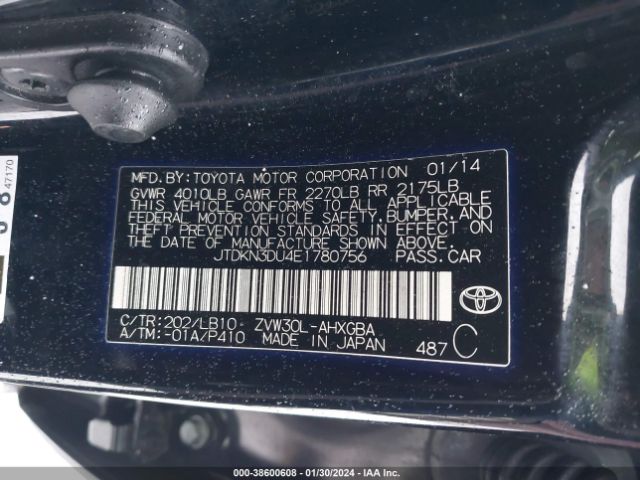 47170
MFD.BY:TOYOTA MOTOR CORPORATION 01/14
GVWR 4010LB GAWR FR 2270LB RR 2175LB
THIS VEHICLE CONFORMS TO ALL APPLICABLE
FEDERAL MOTOR VEHICLE SAFETY, BUMPER, AND
THEFT PREVENTION STANDARDS IN EFFECT ON
THE DATE OF MANUFACTURE SHOWN ABOVE.
JTDKN3DU4E1780756 PASS.CAR
C/TR:202/LB10 ZVW30L-AHXGBA
A/TM:-01A/P410 MADE IN JAPAN 487 C
000-38600608 - 01/30/2024 - IAA Inc.